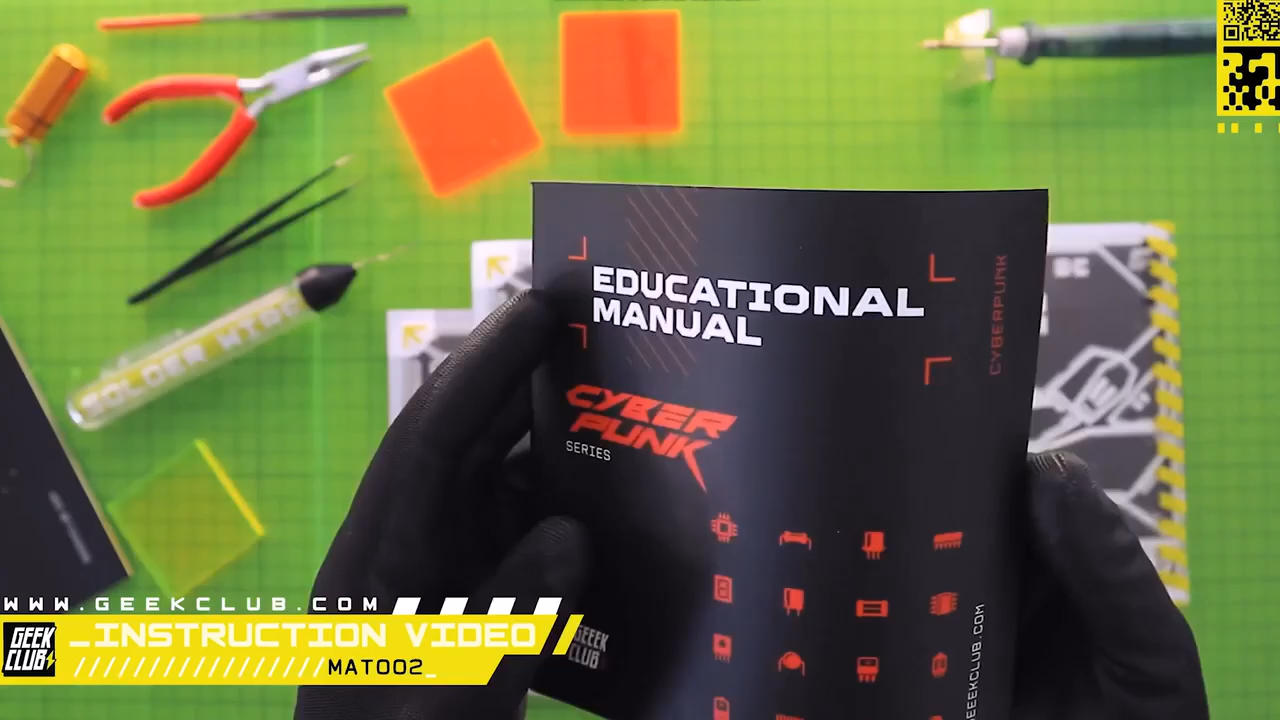 EDUCATIONAL
MANUAL
CYBERPUNK
CYBER
PUNK
SERIES
SOLDER WIRE
GEEEK
CLUB
GEEEKCLUB.COM
WWW.GEEKCLUB.COM
GEEK
CLUB
_INSTRUCTION VIDEO
MAT002_